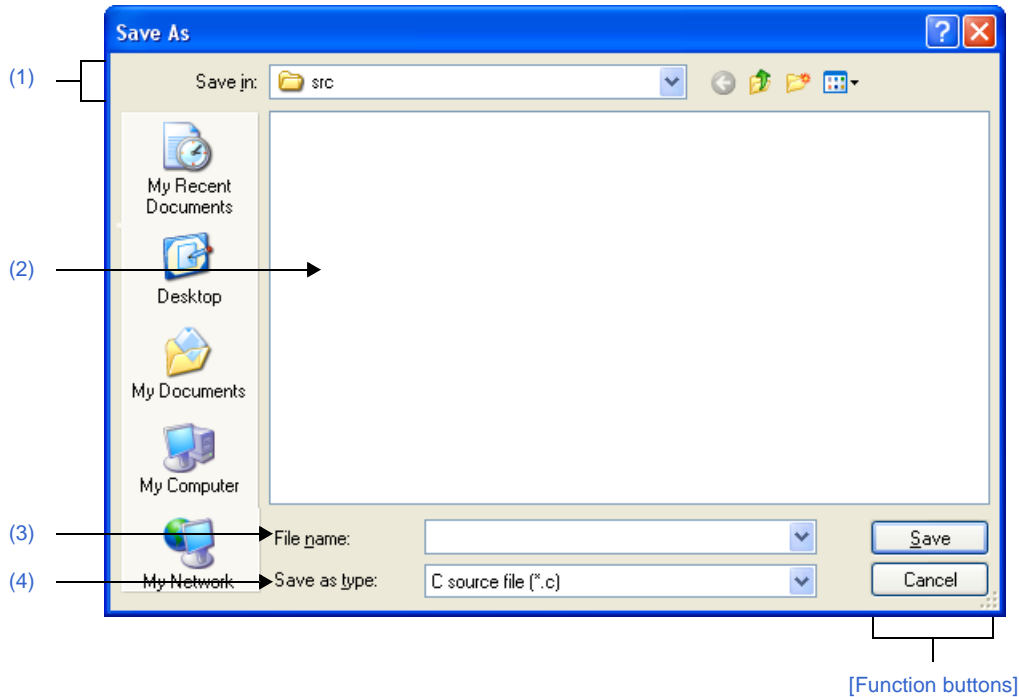 Save As
(1)
Save in:
src
My Recent
Documents
(2)
Desktop
My Documents
My Computer
(3)
File name:
Save
(4)
My Network
Save as type:
C source file (*.c)
Cancel
[Function buttons]